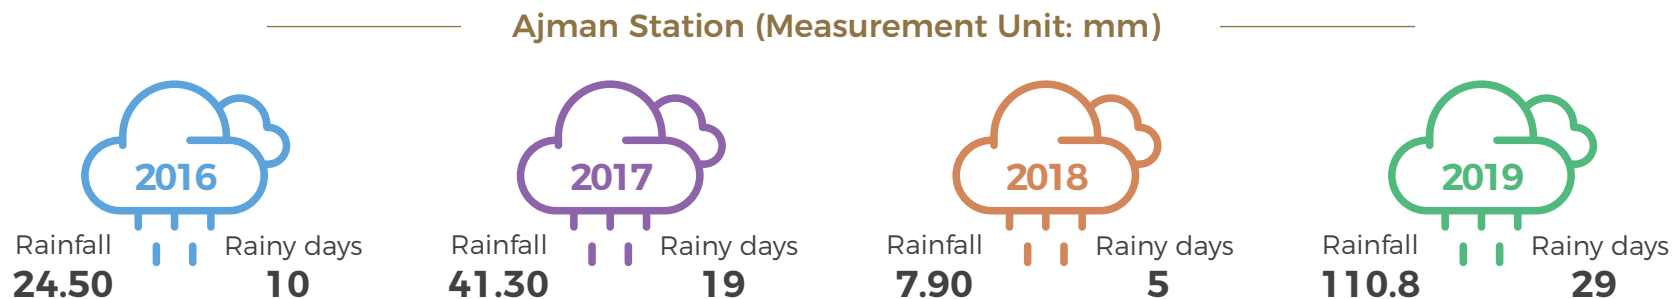 Ajman Station (Measurement Unit: mm)
2016
Rainfall
24.50
Rainy days
10
2017
Rainfall
41.30
Rainy days
19
2018
Rainfall
7.90
Rainy days
5
2019
Rainfall
110.8
Rainy days
29